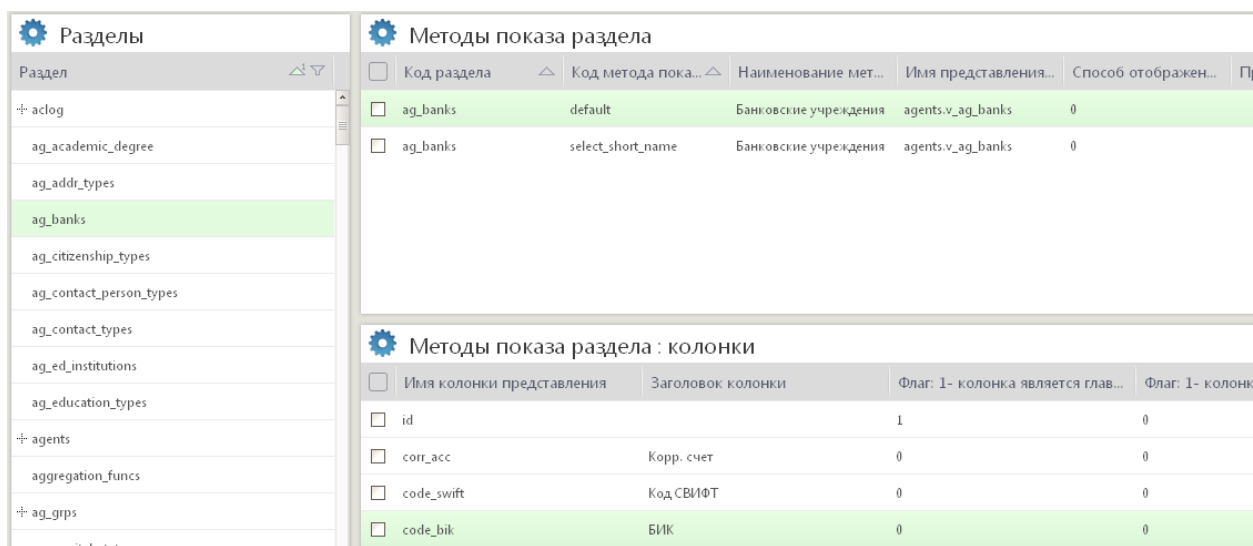 Разделы
Раздел
aclog
ag_academic_degree
ag_addr_types
ag_banks
ag_citizenship_types
ag_contact_person_types
ag_contact_types
ag_ed_institutions
ag_education_types
agents
aggregation_funcs
ag_grps
Методы показа раздела
Код раздела Код метода пока... Наименование мет... Имя представления... Способ отображен...
ag_banks default Банковские учреждения agents.v_ag_banks 0
ag_banks select_short_name Банковские учреждения agents.v_ag_banks 0
Методы показа раздела : колонки
Имя колонки представления Заголовок колонки Флаг: 1- колонка является глав... Флаг: 1- колонк
id 1 0
corr_acc Корр. счет 0 0
code_swift Код СВИФТ 0 0
code_bik БИК 0 0